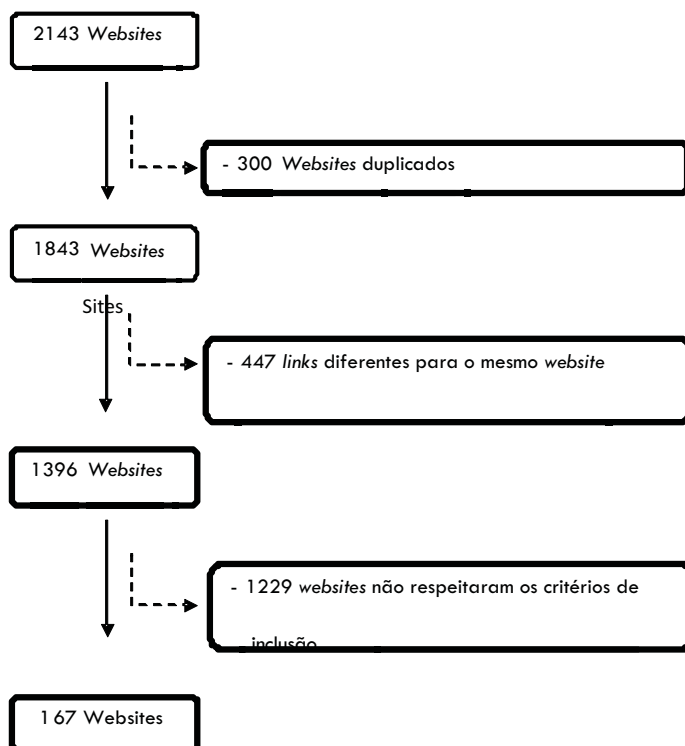 2143 Websites
- 300 Websites duplicados
1843 Websites
Sites
- 447 links diferentes para o mesmo website
1396 Websites
- 1229 websites não respeitaram os critérios de
- inclusão
167 Websites